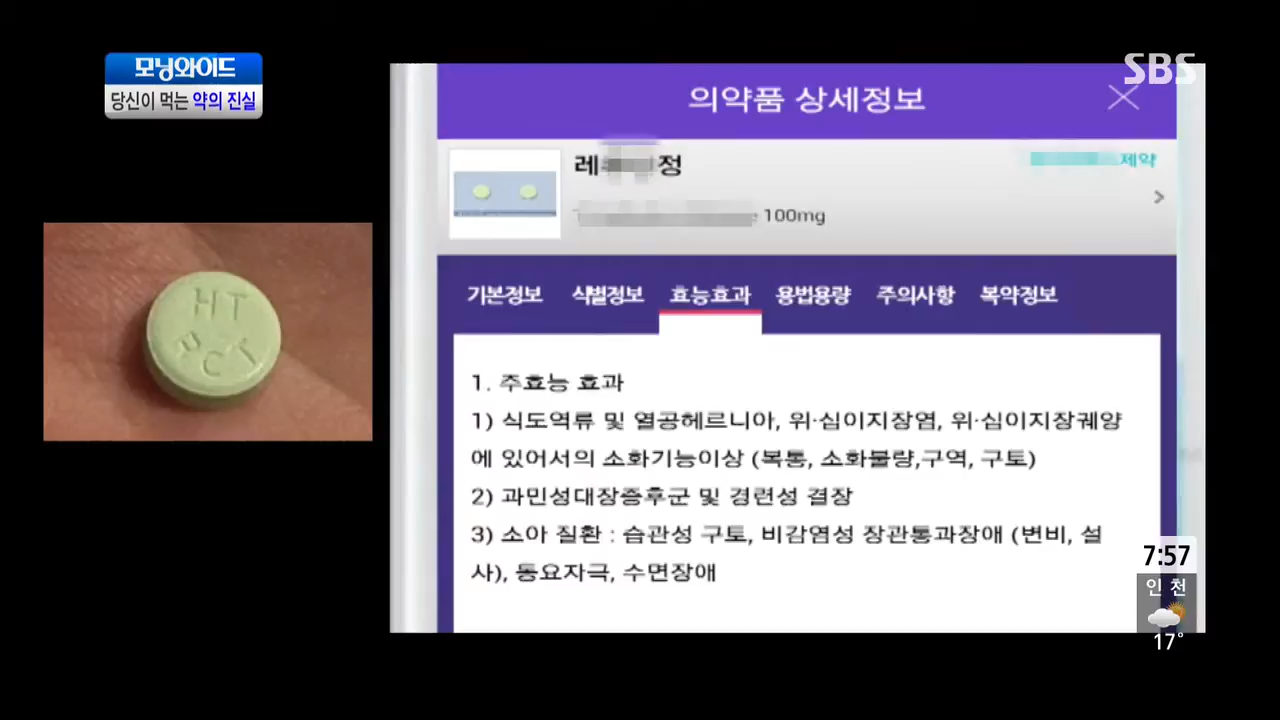 모닝와이드
당신이 먹는 약의 진실
SBS
의약품 상세정보
레 정
제약
100mg
HT
PCT
기본정보 식별정보 효능효과 용법용량 주의사항 복약정보
1. 주효능 효과
1) 식도역류 및 열공헤르니아, 위·십이지장염, 위·십이지장궤양
에 있어서의 소화기능이상 (복통, 소화불량,구역, 구토)
2) 과민성대장증후군 및 경련성 결장
3) 소아 질환 : 습관성 구토, 비감염성 장관통과장애 (변비, 설
사), 통요자극, 수면장애
7:57
인천
17°